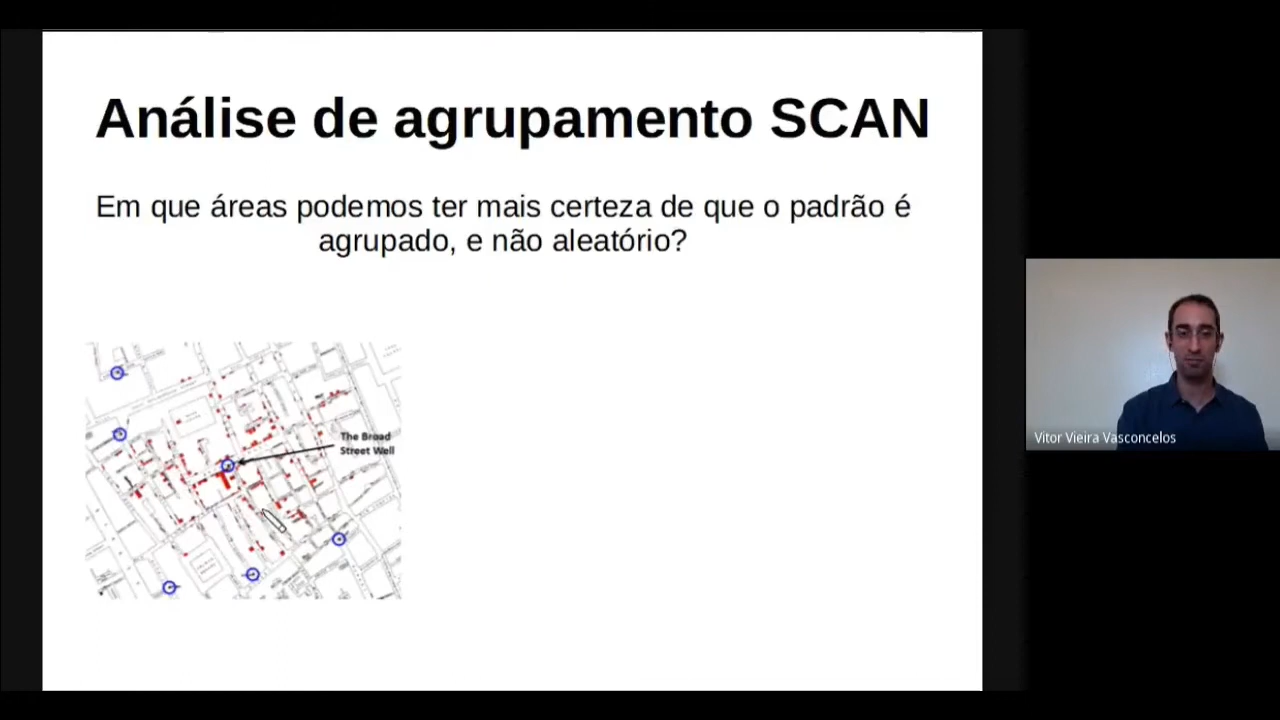 Análise de agrupamento SCAN
Em que áreas podemos ter mais certeza de que o padrão é
agrupado, e não aleatório?
The Broad
Street Well
Vitor Vieira Vasconcelos